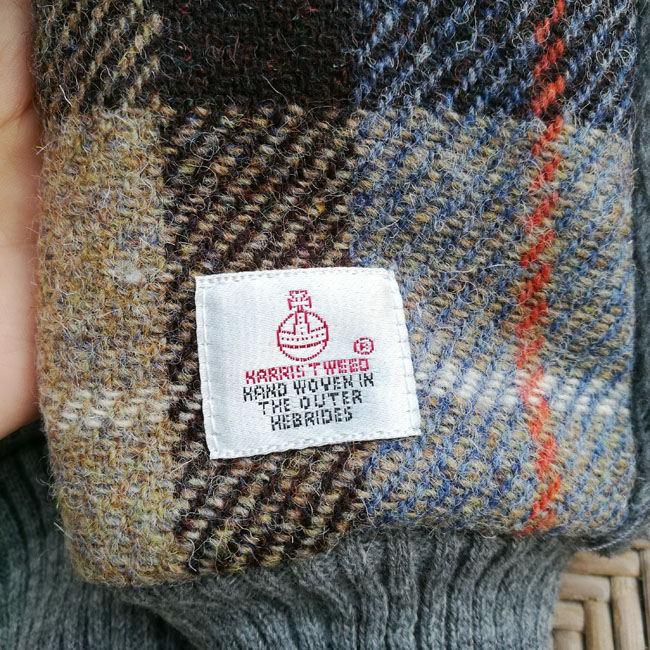 ®
HARRIS TWEED
HAND WOVEN IN
THE OUTER
HEBRIDES